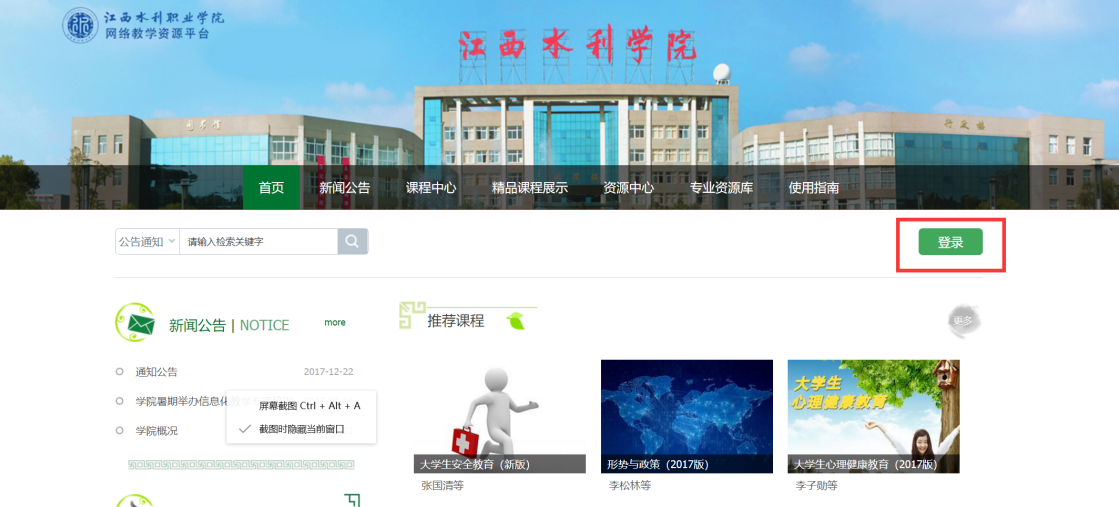 江西水利职业学院
网络教学资源平台
江西水利学院
图书馆
行政楼
首页
新闻公告
课程中心
精品课程展示
资源中心
专业资源库
使用指南
公告通知
请输入检索关键字
登录
新闻公告 | NOTICE
more
推荐课程
更多
通知公告
2017-12-22
学院暑期举办信息化
学院概况
屏幕截图 Ctrl + Alt + A
截图时隐藏当前窗口
大学生安全教育（新版）
张国清等
形势与政策（2017版）
李松林等
大学生
心理健康教育
大学生心理健康教育（2017版）
李子勋等